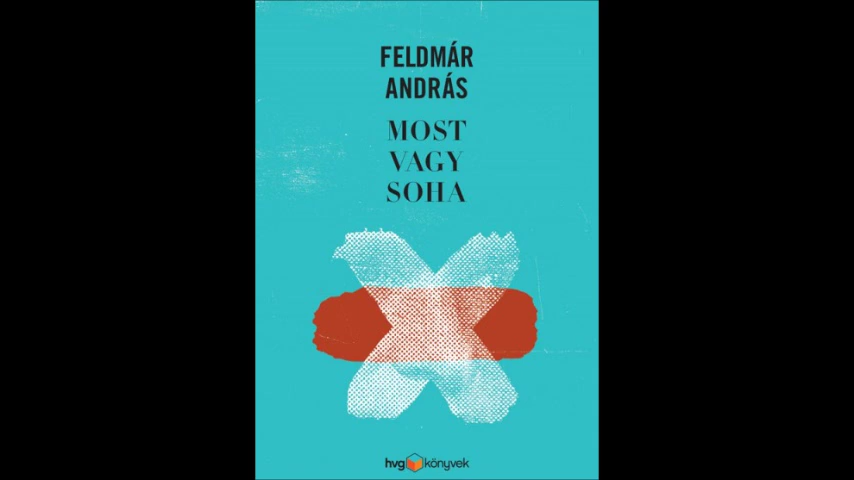 FELDMÁR
ANDRÁS
MOST
VAGY
SOHA
hvg könyvek